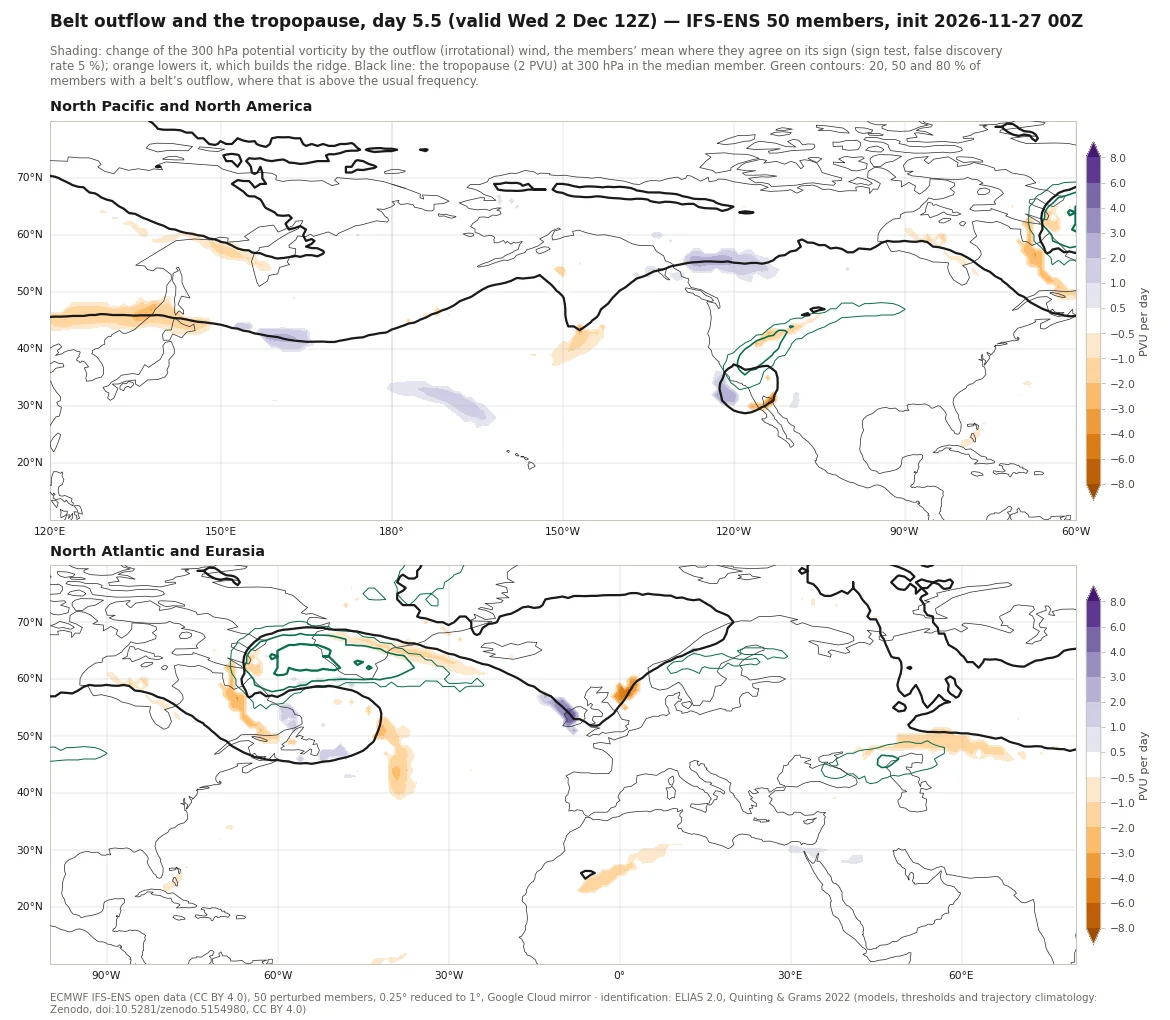 Belt outflow and the tropopause, day 5.5 (valid Wed 2 Dec 12Z) — IFS-ENS 50 members, init 2026-11-27 00Z
Shading: change of the 300 hPa potential vorticity by the outflow (irrotational) wind, the members’ mean where they agree on its sign (sign test, false discovery
rate 5 %); orange lowers it, which builds the ridge. Black line: the tropopause (2 PVU) at 300 hPa in the median member. Green contours: 20, 50 and 80 % of
members with a belt’s outflow, where that is above the usual frequency.
North Pacific and North America
70°N
60°N
50°N
40°N
30°N
20°N
120°E
150°E
180°
150°W
120°W
90°W
60°W
8.0
6.0
4.0
3.0
2.0
1.0
0.5
−0.5
−1.0
−2.0
−3.0
−4.0
−6.0
−8.0
PVU per day
North Atlantic and Eurasia
70°N
60°N
50°N
40°N
30°N
20°N
90°W
60°W
30°W
0°
30°E
60°E
8.0
6.0
4.0
3.0
2.0
1.0
0.5
−0.5
−1.0
−2.0
−3.0
−4.0
−6.0
−8.0
PVU per day
ECMWF IFS-ENS open data (CC BY 4.0), 50 perturbed members, 0.25° reduced to 1°, Google Cloud mirror · identification: ELIAS 2.0, Quinting & Grams 2022 (models, thresholds and trajectory climatology:
Zenodo, doi:10.5281/zenodo.5154980, CC BY 4.0)